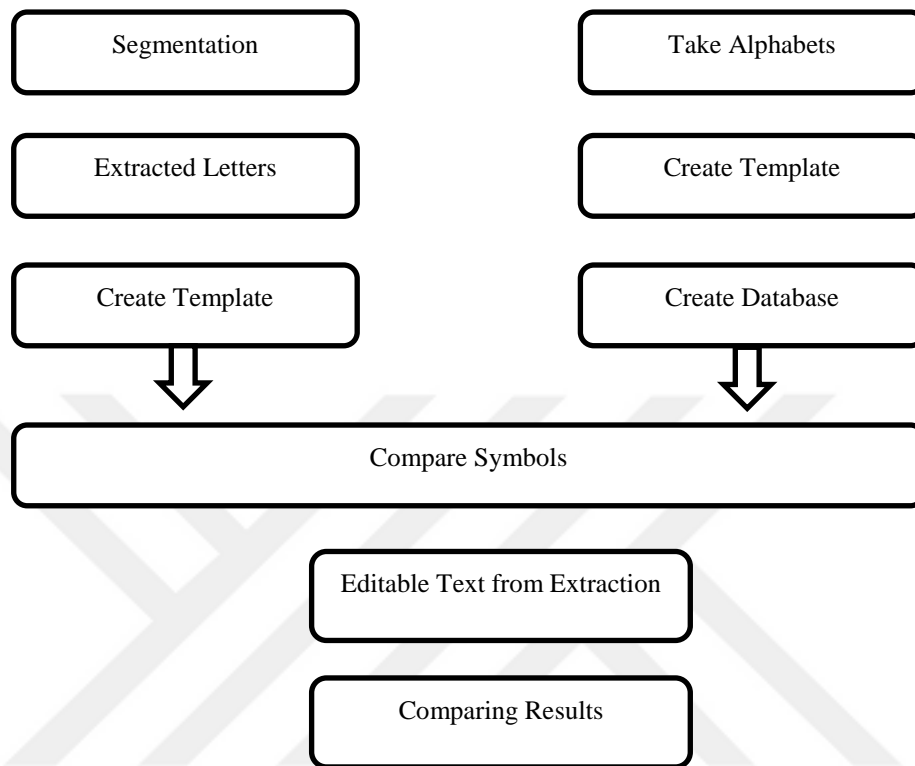 Segmentation
Take Alphabets
Extracted Letters
Create Template
Create Template
Create Database
Compare Symbols
Editable Text from Extraction
Comparing Results